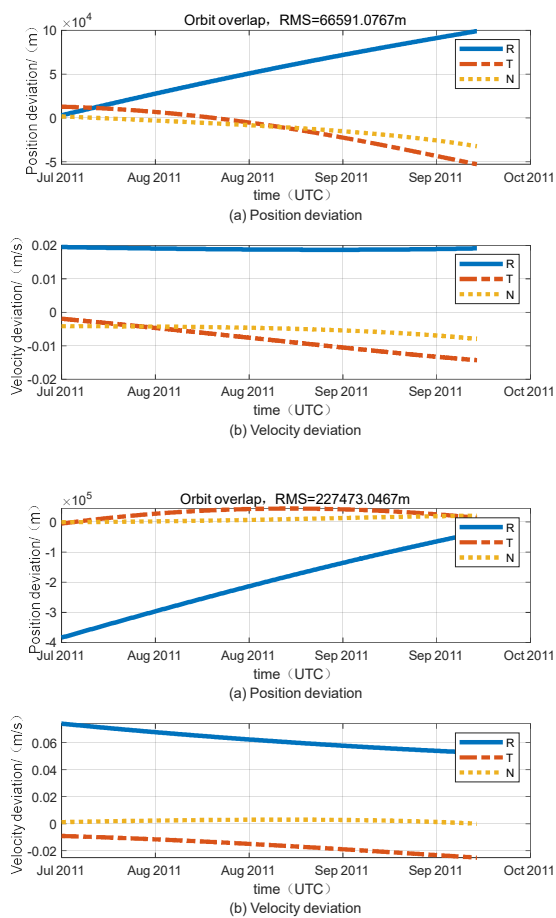 ×10⁴
Orbit overlap，RMS=66591.0767m
Position deviation/（m）
10
5
0
-5
R
T
N
Jul 2011 Aug 2011 Aug 2011 Sep 2011 Sep 2011 Oct 2011
time（UTC）
(a) Position deviation
Velocity deviation/（m/s）
0.02
0.01
0
-0.01
-0.02
R
T
N
Jul 2011 Aug 2011 Aug 2011 Sep 2011 Sep 2011 Oct 2011
time（UTC）
(b) Velocity deviation
×10⁵
Orbit overlap，RMS=227473.0467m
Position deviation/（m）
0
-1
-2
-3
-4
R
T
N
Jul 2011 Aug 2011 Aug 2011 Sep 2011 Sep 2011 Oct 2011
time（UTC）
(a) Position deviation
Velocity deviation/（m/s）
0.06
0.04
0.02
0
-0.02
R
T
N
Jul 2011 Aug 2011 Aug 2011 Sep 2011 Sep 2011 Oct 2011
time（UTC）
(b) Velocity deviation